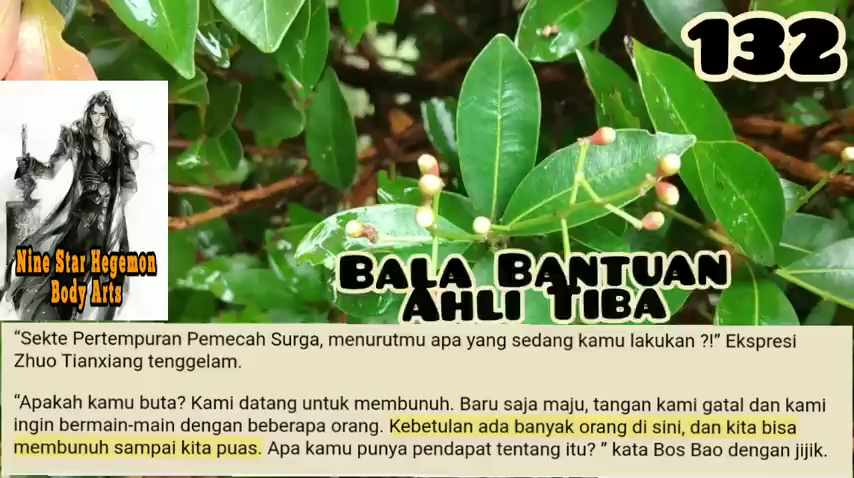 132
Nine Star Hegemon
Body Arts
BALA BANTUAN
AHLI TIBA
“Sekte Pertempuran Pemecah Surga, menurutmu apa yang sedang kamu lakukan ?!” Ekspresi
Zhuo Tianxiang tenggelam.
“Apakah kamu buta? Kami datang untuk membunuh. Baru saja maju, tangan kami gatal dan kami
ingin bermain-main dengan beberapa orang. Kebetulan ada banyak orang di sini, dan kita bisa
membunuh sampai kita puas. Apa kamu punya pendapat tentang itu? ” kata Bos Bao dengan jijik.